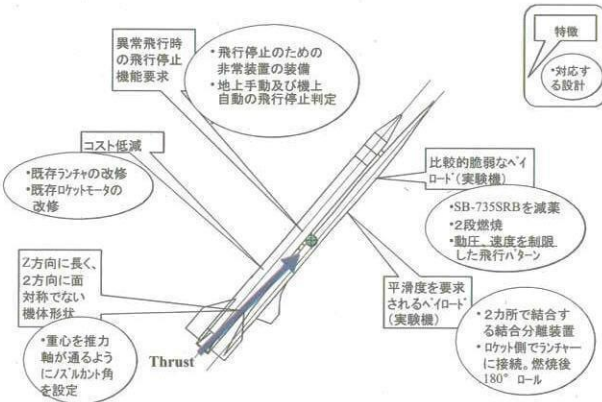 特徴
・対応する設計
異常飛行時
の飛行停止
機能要求
・飛行停止のための
非常装置の装備
・地上手動及び機上
自動の飛行停止判定
コスト低減
・既存ランチャの改修
・既存ロケットモータの
改修
比較的脆弱なペイ
ロード(実験機)
・SB-735SRBを減薬
・2段燃焼
・動圧、速度を制限
した飛行パターン
Z方向に長く、
2方向に面
対称でない
機体形状
・重心を推力
軸が通るよう
にノズルカント角
を設定
Thrust
平滑度を要求
されるペイロード
(実験機)
・2カ所で結合す
る結合分離装置
・ロケット側でランチャー
に接続。燃焼後
180°ロール